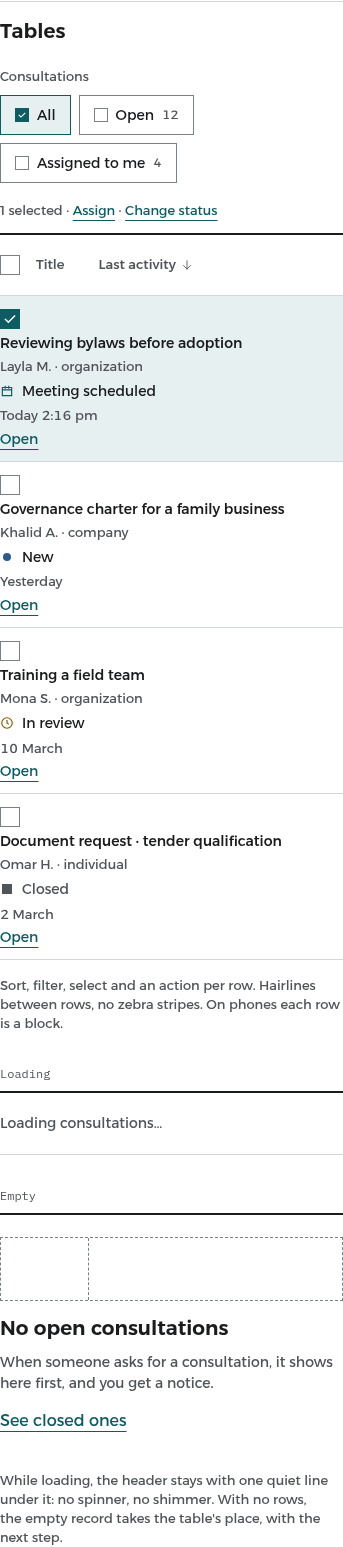 Tables
Consultations
All
Open 12
Assigned to me 4
1 selected · Assign · Change status
Title Last activity ↓
Reviewing bylaws before adoption
Layla M. · organization
Meeting scheduled
Today 2:16 pm
Open
Governance charter for a family business
Khalid A. · company
New
Yesterday
Open
Training a field team
Mona S. · organization
In review
10 March
Open
Document request · tender qualification
Omar H. · individual
Closed
2 March
Open
Sort, filter, select and an action per row. Hairlines
between rows, no zebra stripes. On phones each row
is a block.
Loading
Loading consultations…
Empty
No open consultations
When someone asks for a consultation, it shows
here first, and you get a notice.
See closed ones
While loading, the header stays with one quiet line
under it: no spinner, no shimmer. With no rows,
the empty record takes the table's place, with the
next step.